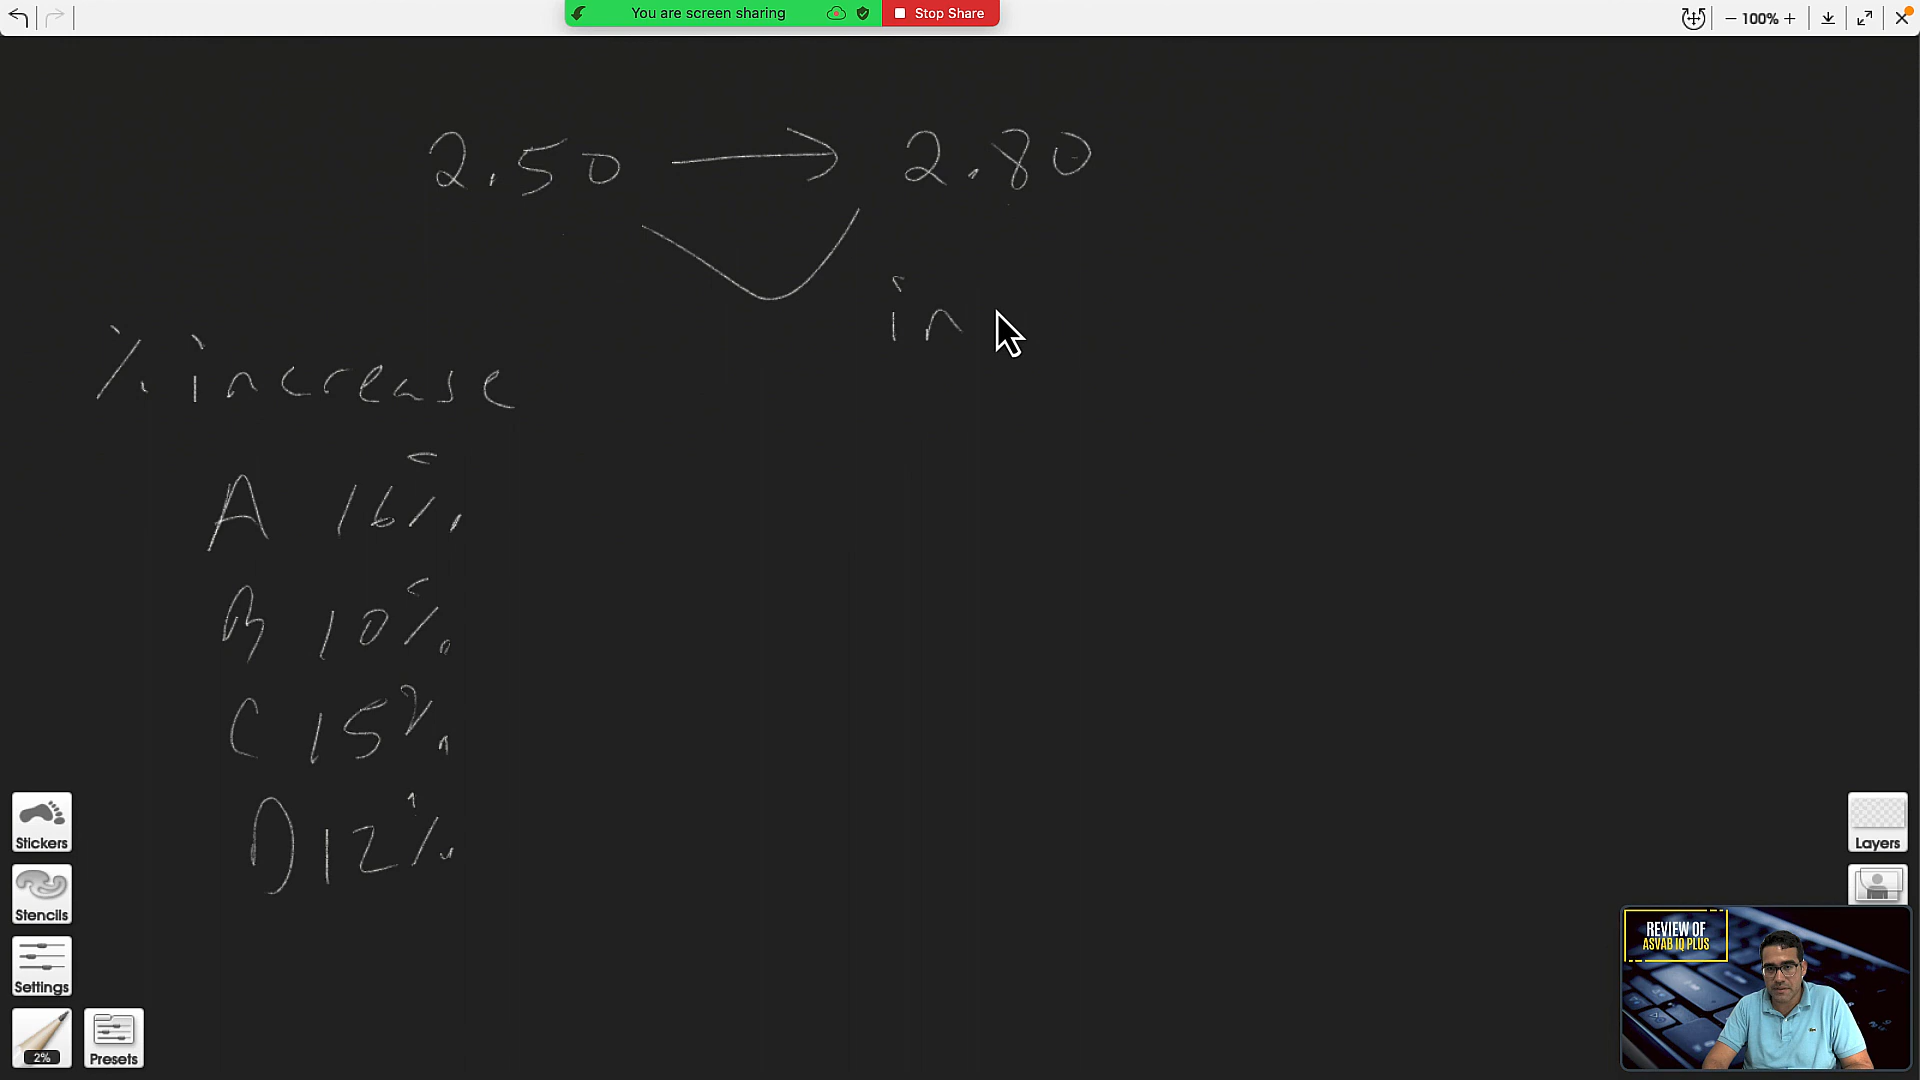 You are screen sharing
Stop Share
100%
2.50 → 2.80
in
% increase
A 16%
B 10%
C 15%
D 12%
Stickers
Stencils
Settings
2%
Presets
Layers
REVIEW OF
ASVAB IQ PLUS